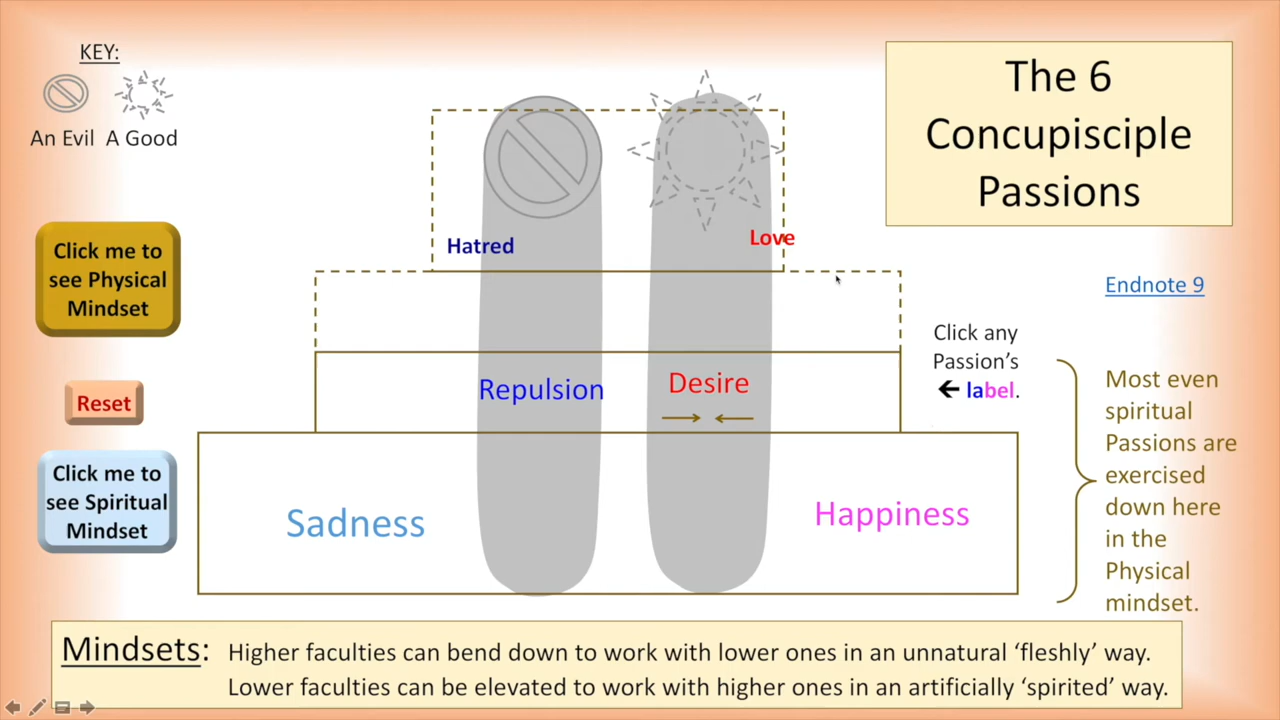 KEY:
An Evil
A Good
The 6
Concupisciple
Passions
Click me to
see Physical
Mindset
Hatred
Love
Endnote 9
Click any
Passion's
← label.
Repulsion
Desire
Reset
Most even
spiritual
Passions are
exercised
down here
in the
Physical
mindset.
Click me to
see Spiritual
Mindset
Sadness
Happiness
Mindsets: Higher faculties can bend down to work with lower ones in an unnatural ‘fleshly’ way.
Lower faculties can be elevated to work with higher ones in an artificially ‘spirited’ way.